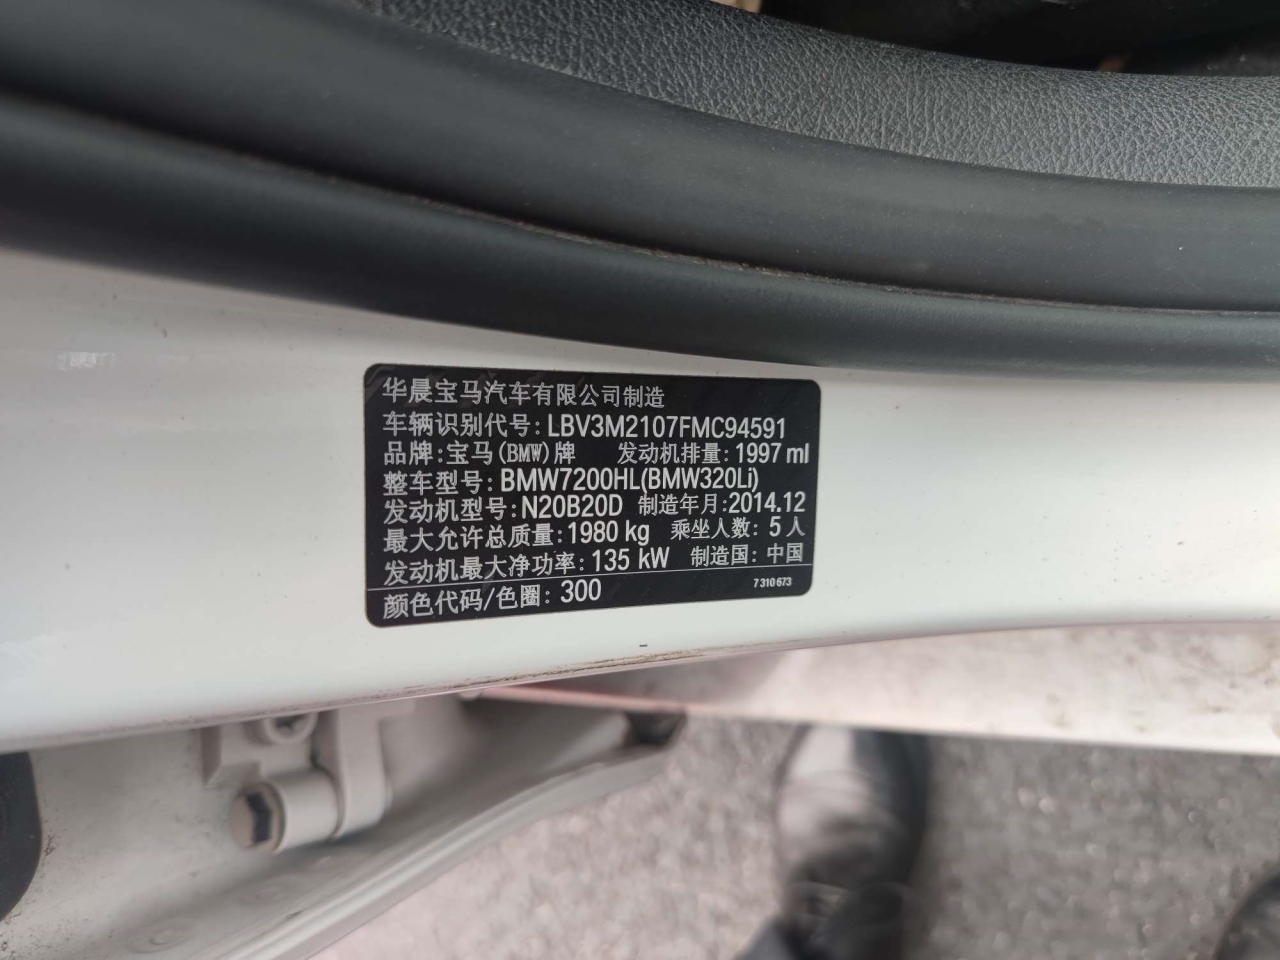 华晨宝马汽车有限公司制造
车辆识别代号: LBV3M2107FMC94591
品牌: 宝马(BMW)牌 发动机排量: 1997 ml
整车型号: BMW7200HL(BMW320Li)
发动机型号: N20B20D 制造年月: 2014.12
最大允许总质量: 1980 kg 乘坐人数: 5 人
发动机最大净功率: 135 kW 制造国: 中国
颜色代码/色圈: 300 7 310 673